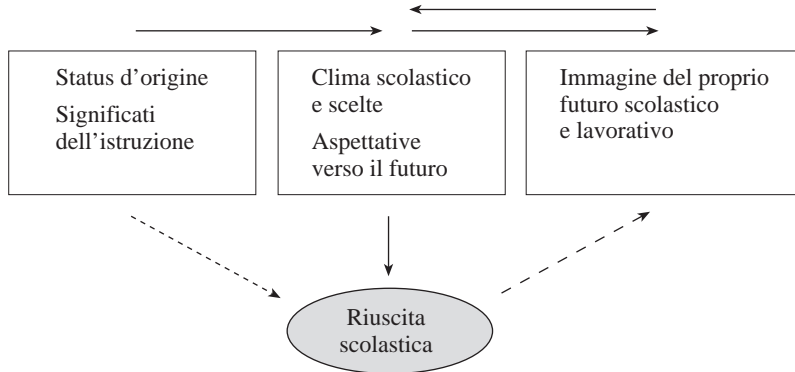 Status d'origine
Significati
dell'istruzione
Clima scolastico
e scelte
Aspettative
verso il futuro
Immagine del proprio
futuro scolastico
e lavorativo
Riuscita
scolastica